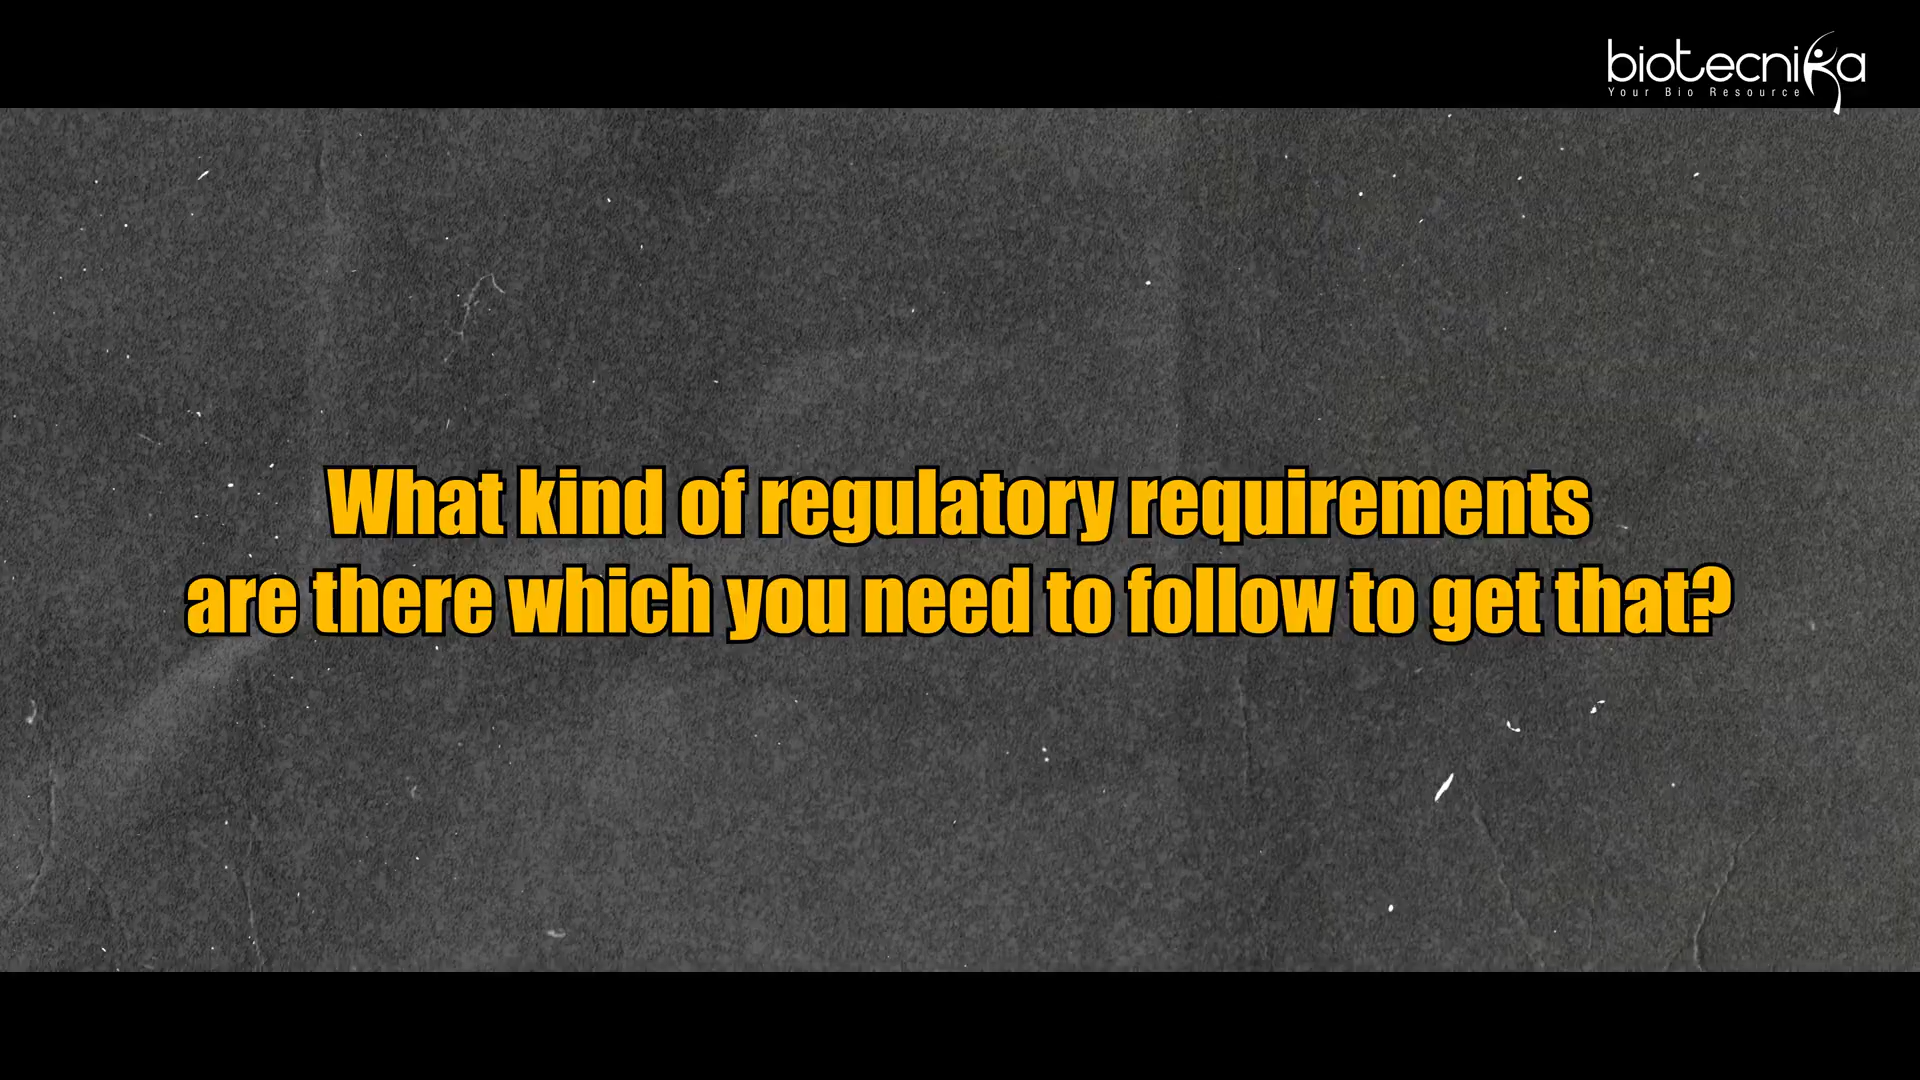 biotecnika
Your Bio Resource
What kind of regulatory requirements
are there which you need to follow to get that?